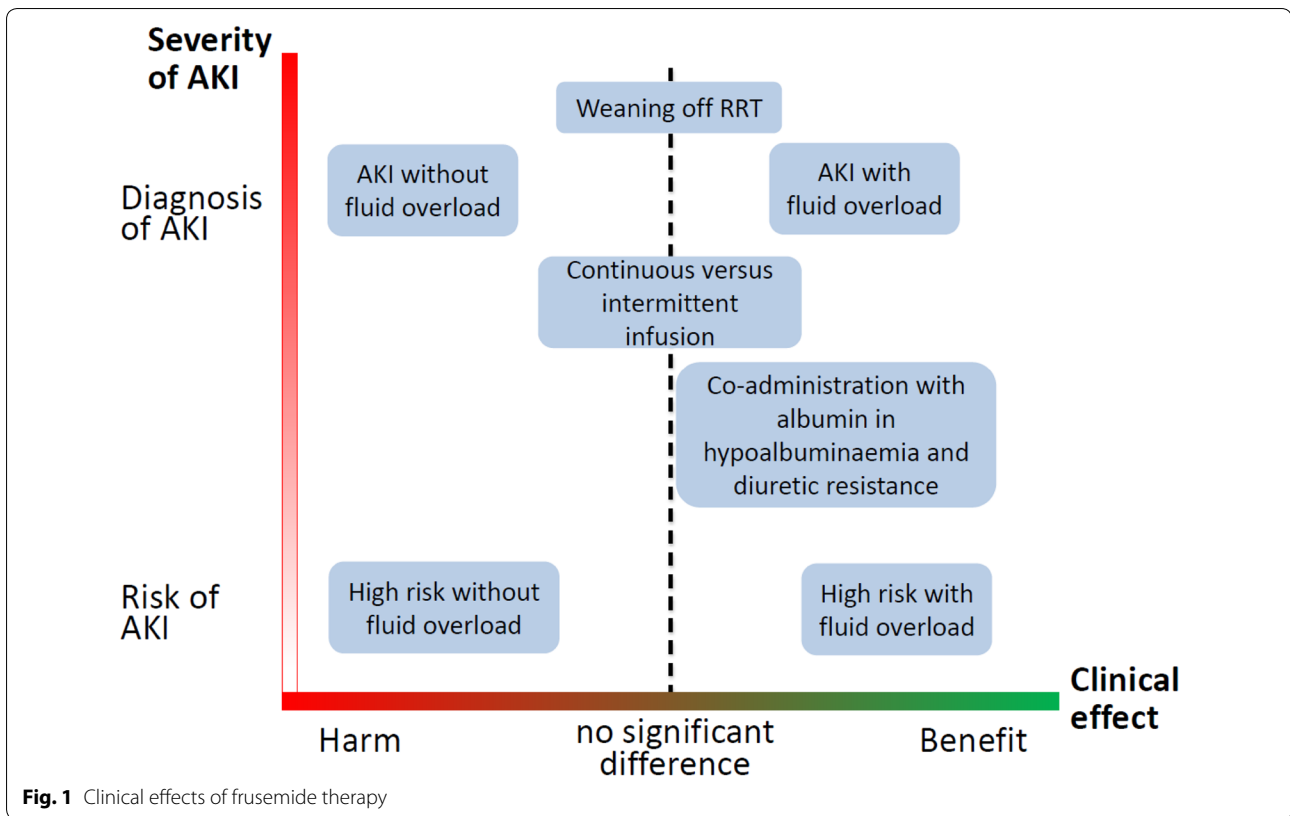 Severity
of AKI
Weaning off RRT
Diagnosis
of AKI
AKI without
fluid overload
AKI with
fluid overload
Continuous versus
intermittent
infusion
Co-administration with
albumin in
hypoalbuminaemia and
diuretic resistance
Risk of
AKI
High risk without
fluid overload
High risk with
fluid overload
Clinical
effect
Harm
no significant
difference
Benefit
Fig. 1 Clinical effects of frusemide therapy